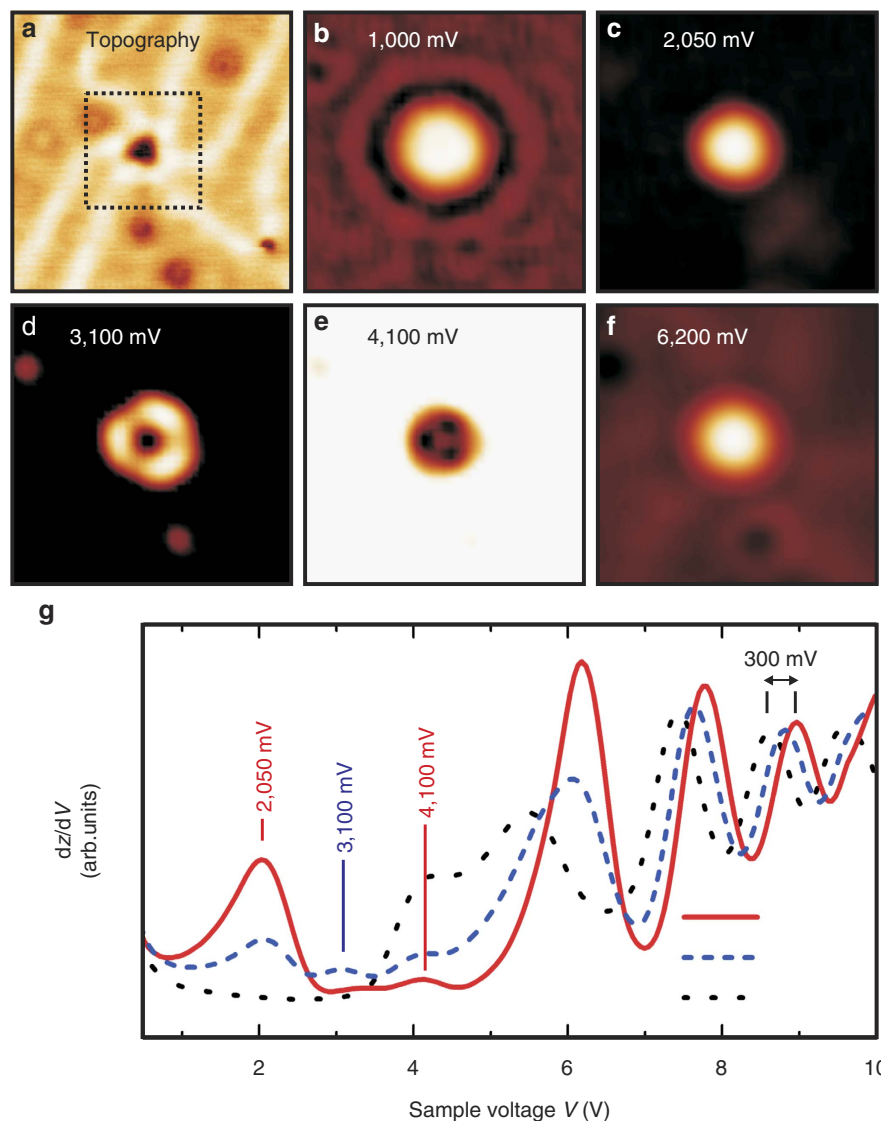 a Topography
b 1,000 mV
c 2,050 mV
d 3,100 mV
e 4,100 mV
f 6,200 mV
g
300 mV
2,050 mV
3,100 mV
4,100 mV
dz/dV
(arb.units)
2 4 6 8 10
Sample voltage V (V)